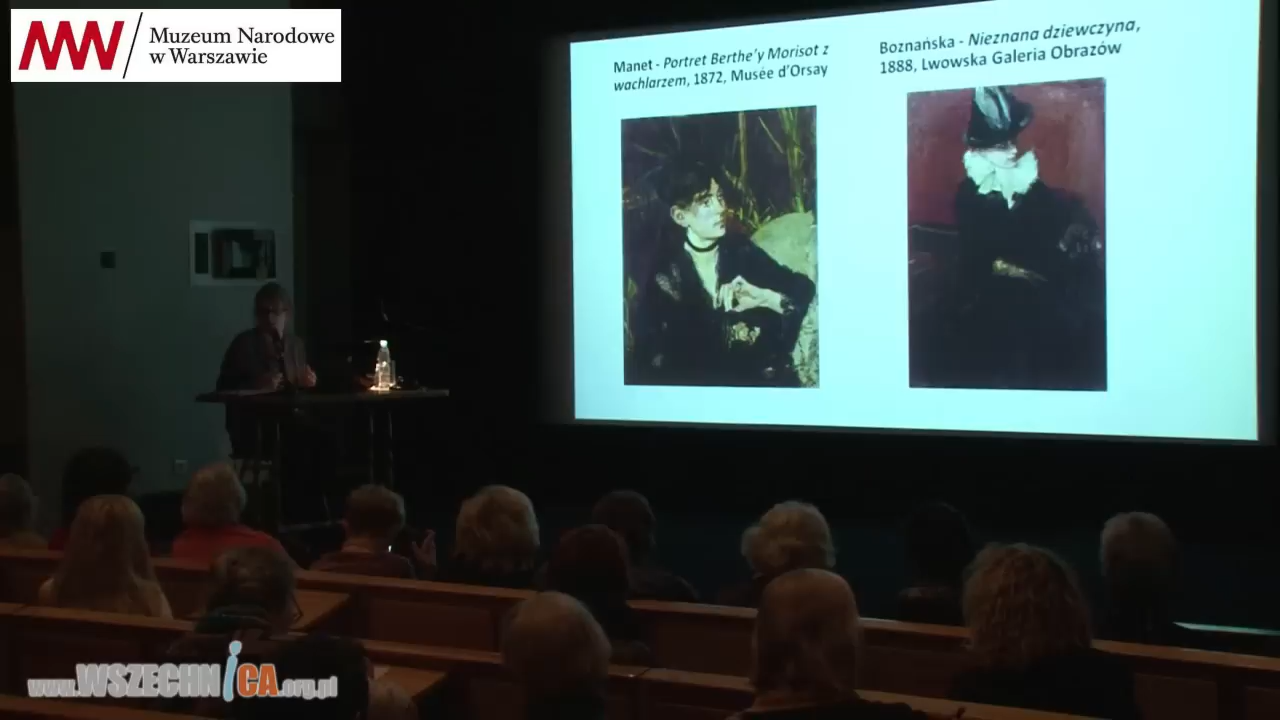 MW
Muzeum Narodowe
w Warszawie
Manet - Portret Berthe'y Morisot z
wachlarzem, 1872, Musée d'Orsay
Boznańska - Nieznana dziewczyna,
1888, Lwowska Galeria Obrazów
www.WSZECHNICA.org.pl